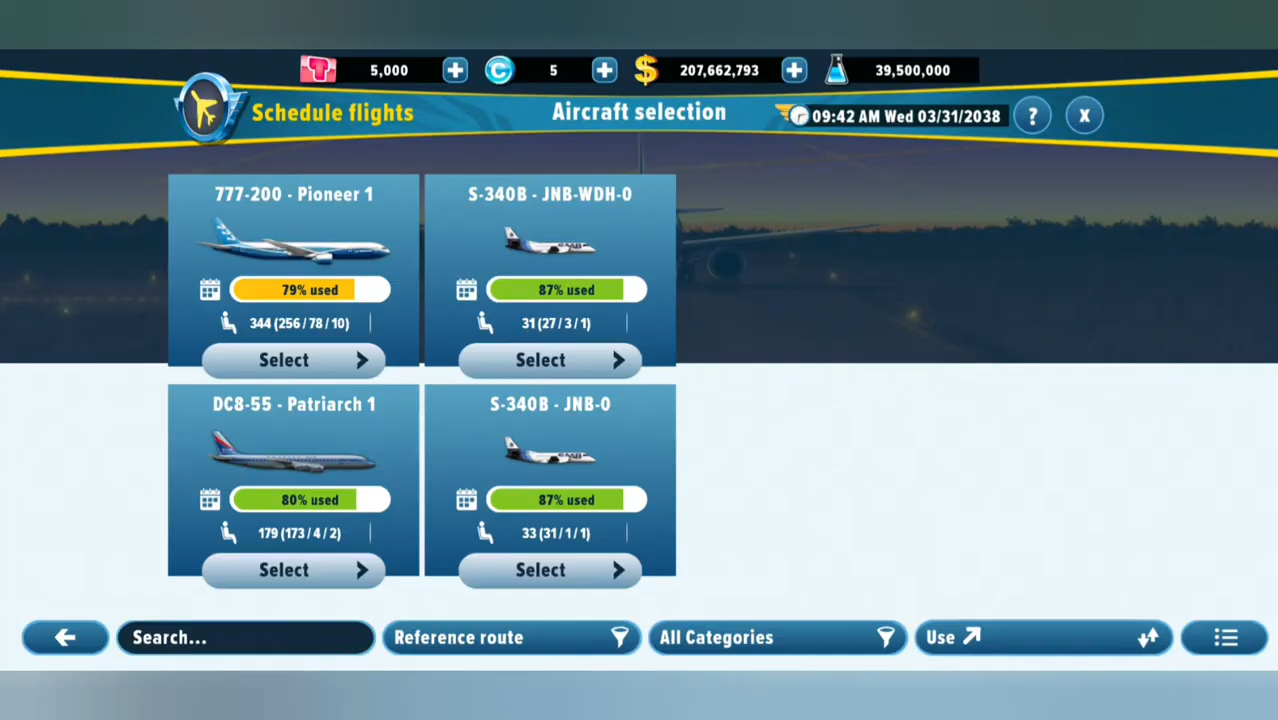 5,000
5
207,662,793
39,500,000
Schedule flights
Aircraft selection
09:42 AM Wed 03/31/2038
?
X
777-200 - Pioneer 1
79% used
344 (256 / 78 / 10)
Select
S-340B - JNB-WDH-0
87% used
31 (27 / 3 / 1)
Select
DC8-55 - Patriarch 1
80% used
179 (173 / 4 / 2)
Select
S-340B - JNB-0
87% used
33 (31 / 1 / 1)
Select
Search...
Reference route
All Categories
Use